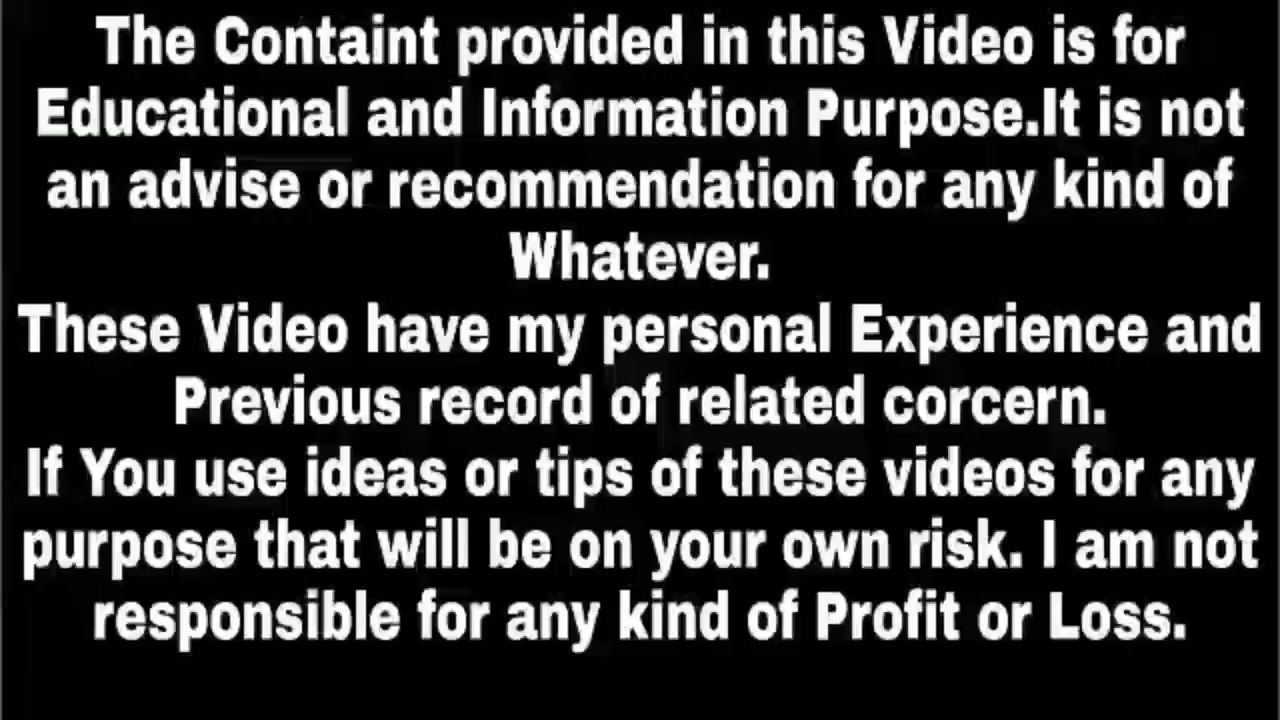 The Containt provided in this Video is for
Educational and Information Purpose.It is not
an advise or recommendation for any kind of
Whatever.
These Video have my personal Experience and
Previous record of related corcern.
If You use ideas or tips of these videos for any
purpose that will be on your own risk. I am not
responsible for any kind of Profit or Loss.